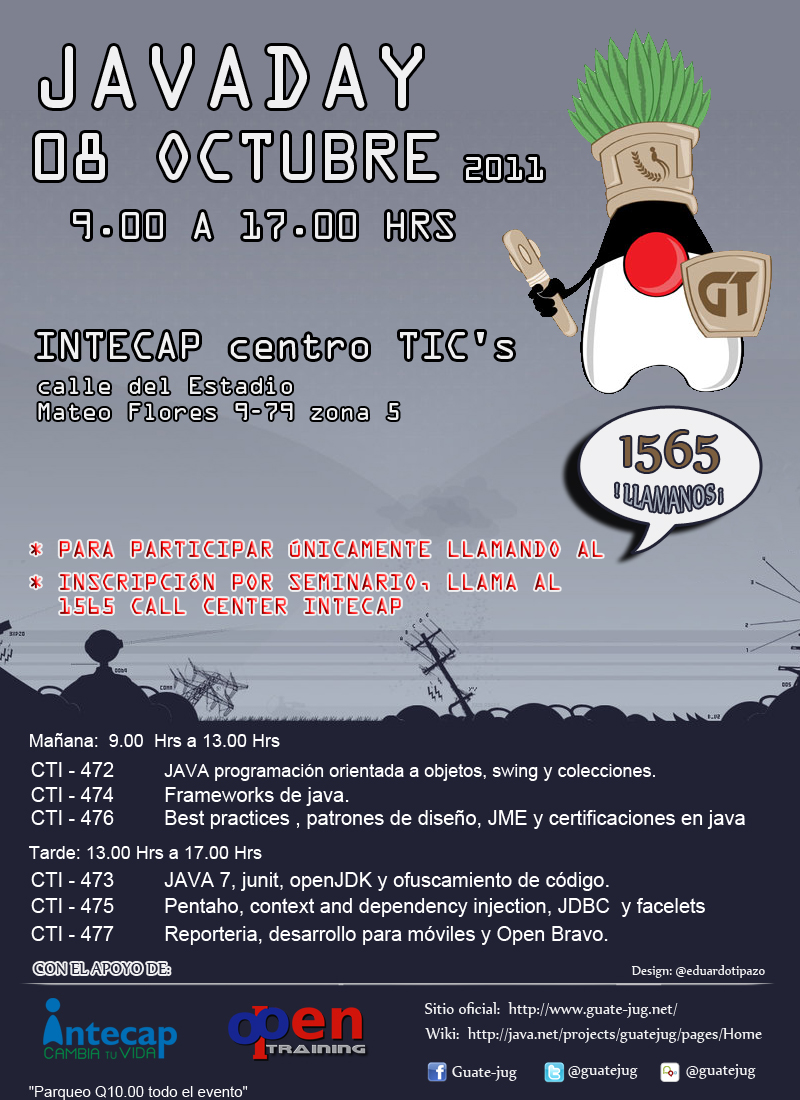 JAVADAY
08 OCTUBRE 2011
9.00 A 17.00 HRS
GT
INTECAP centro TIC's
calle del Estadio
Mateo Flores 9-79 zona 5
1565
! LLAMANOS ¡
* PARA PARTICIPAR ÚNICAMENTE LLAMANDO AL
* INSCRIPCIÓN POR SEMINARIO, LLAMA AL
1565 CALL CENTER INTECAP
Mañana: 9.00 Hrs a 13.00 Hrs
CTI - 472 JAVA programación orientada a objetos, swing y colecciones.
CTI - 474 Frameworks de java.
CTI - 476 Best practices , patrones de diseño, JME y certificaciones en java
Tarde: 13.00 Hrs a 17.00 Hrs
CTI - 473 JAVA 7, junit, openJDK y ofuscamiento de código.
CTI - 475 Pentaho, context and dependency injection, JDBC y facelets
CTI - 477 Reporteria, desarrollo para móviles y Open Bravo.
CON EL APOYO DE:
Design: @eduardotipazo
intecap
CAMBIA TU VIDA
open
TRAINING
Sitio oficial: http://www.guate-jug.net/
Wiki: http://java.net/projects/guatejug/pages/Home
Guate-jug @guatejug @guatejug
"Parqueo Q10.00 todo el evento"